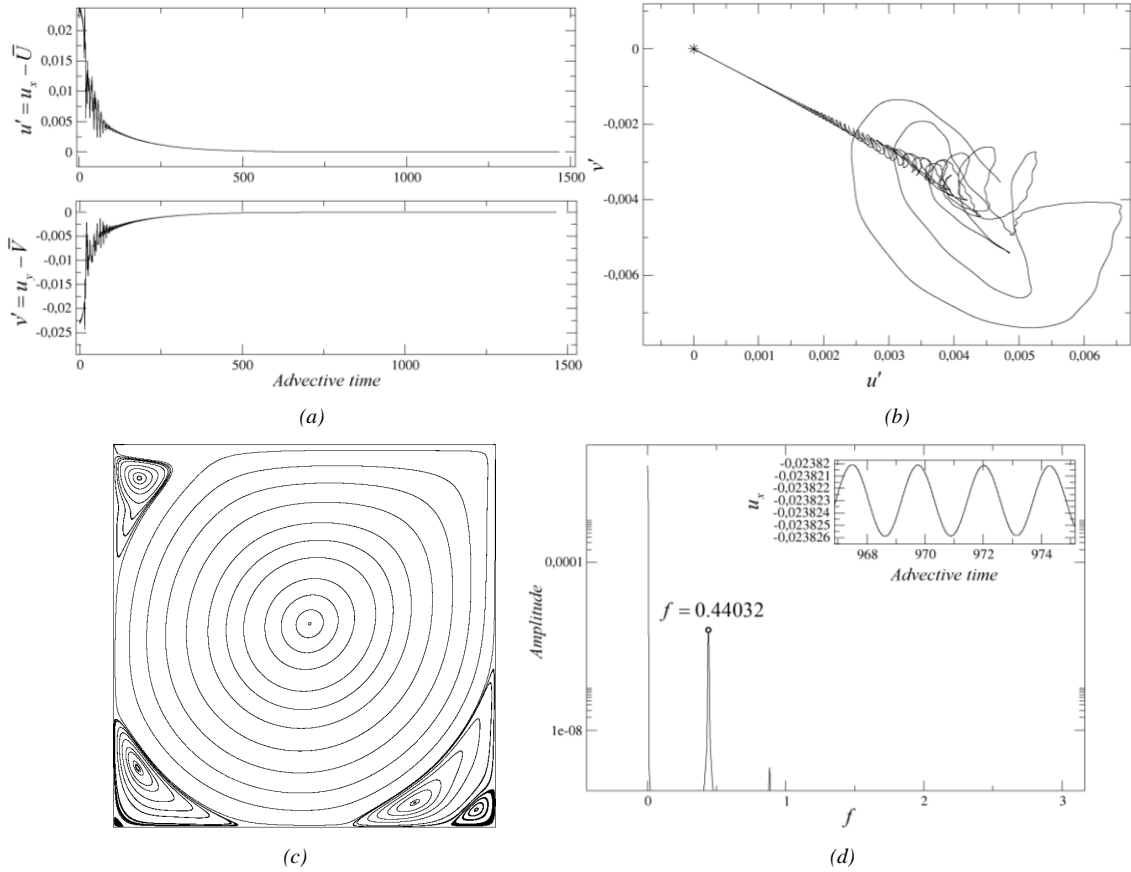 0,02
0,015
0,01
0,005
0
u′ = u_x − U̅
0 500 1000 1500
0
-0,005
-0,01
-0,015
-0,02
-0,025
v′ = u_y − V̅
0 500 1000 1500
Advective time
(a)
0
-0,002
-0,004
-0,006
v′
0 0,001 0,002 0,003 0,004 0,005 0,006
u′
(b)
(c)
-0,02382
-0,023821
-0,023822
-0,023823
-0,023824
-0,023825
-0,023826
u_x
968 970 972 974
Advective time
0,0001
1e-08
Amplitude
f = 0.44032
0 1 2 3
f
(d)